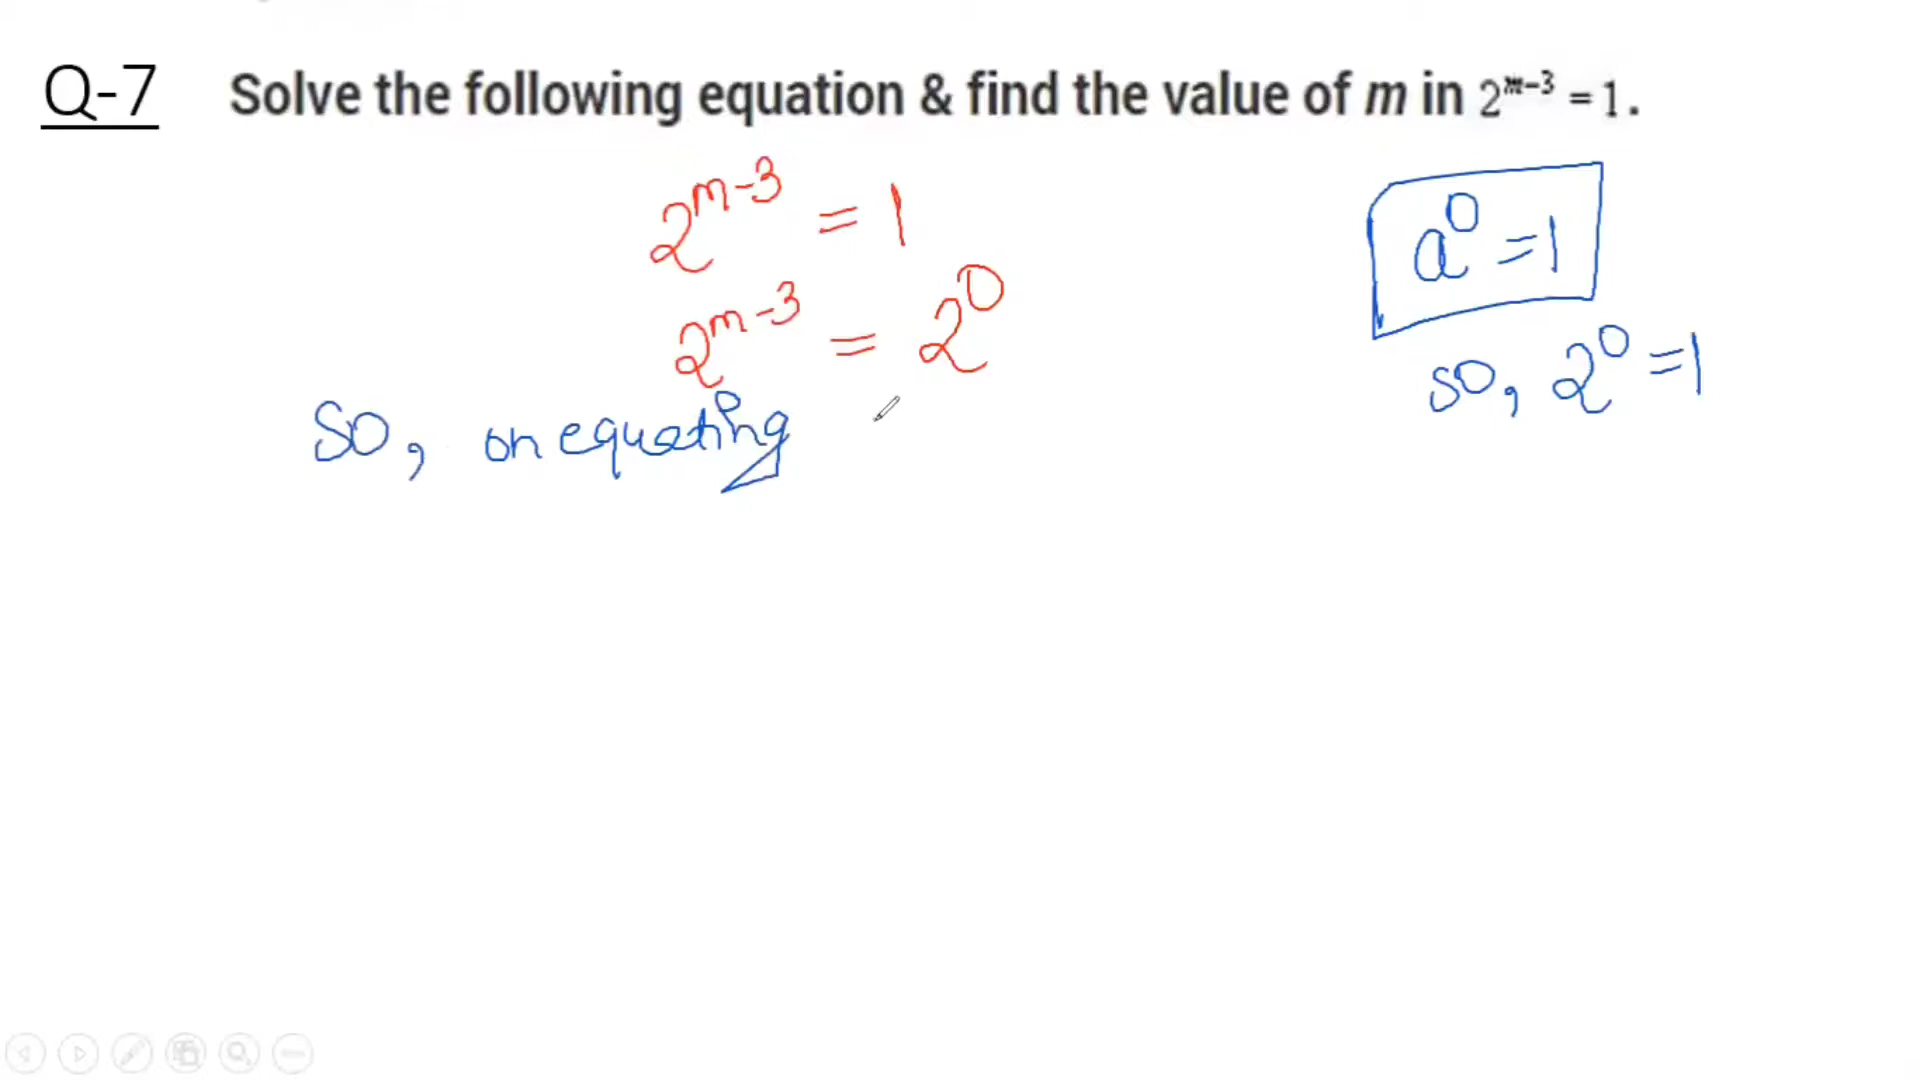 Q-7 Solve the following equation & find the value of m in 2^{m-3} = 1.
2^{m-3} = 1
2^{m-3} = 2^0
So, on equating
a^0 = 1
so, 2^0 = 1